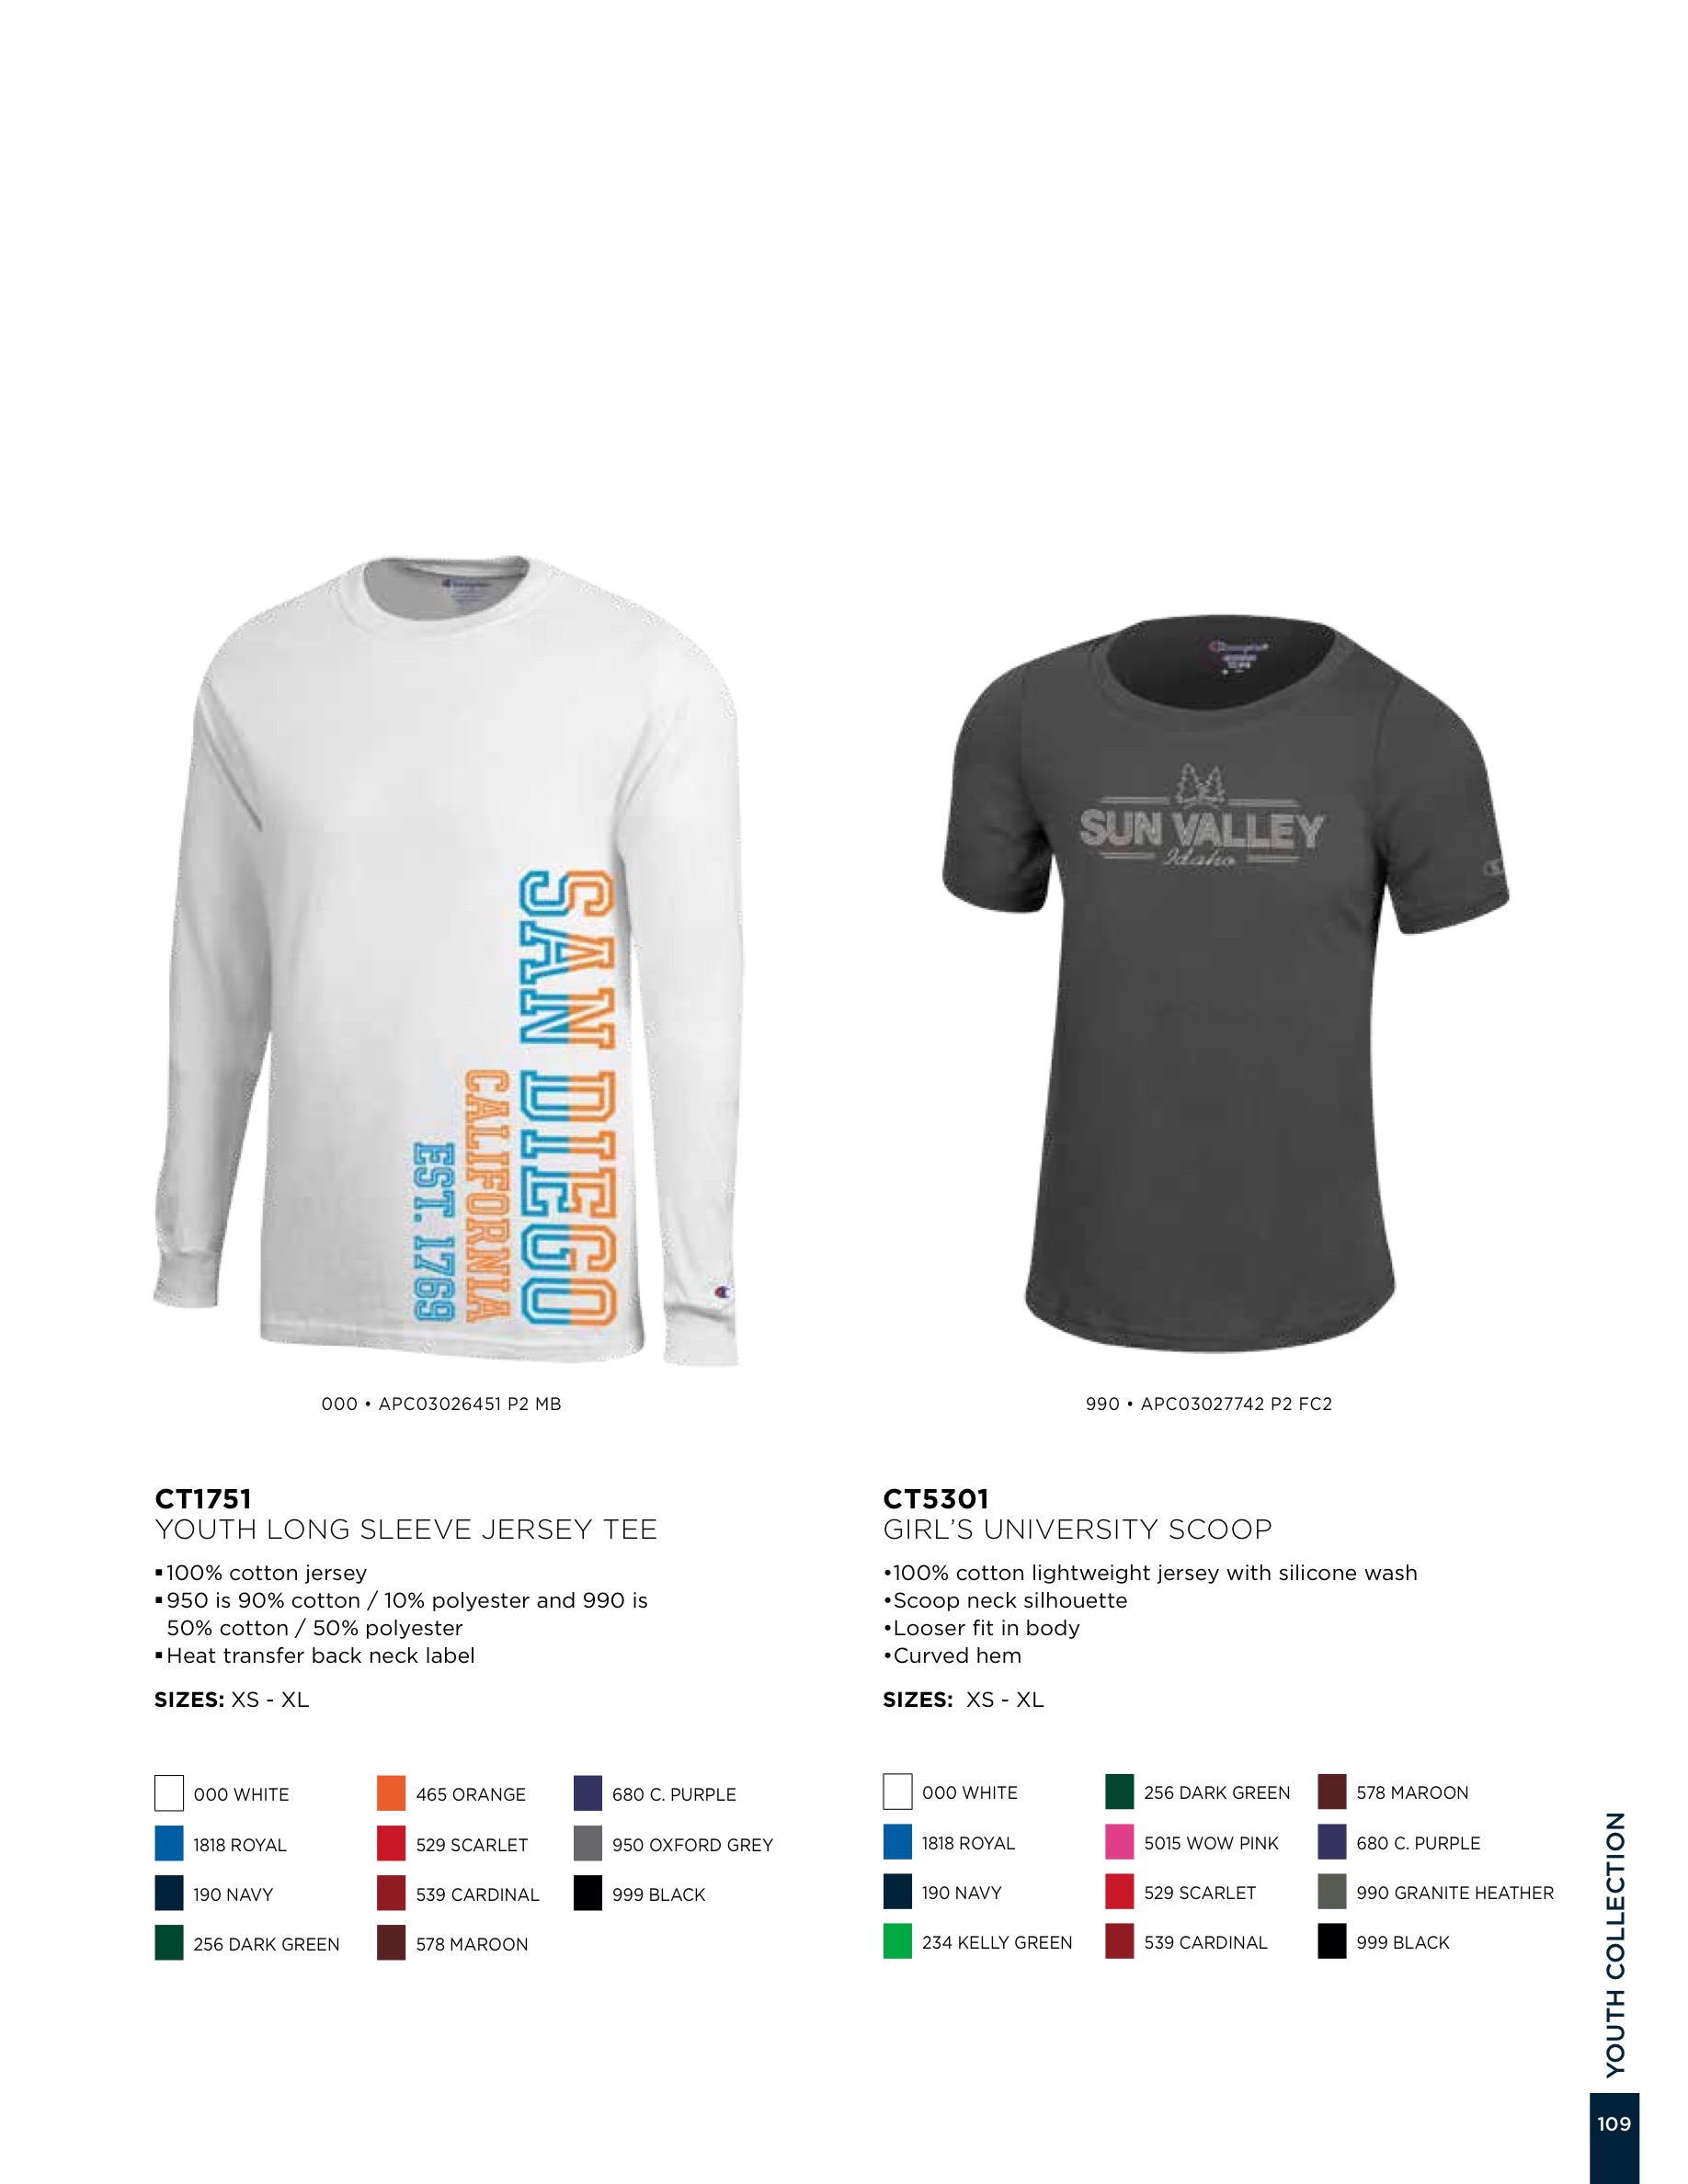 Champion
SAN DIEGO
CALIFORNIA
EST. 1769
Champion
SUN VALLEY
Idaho
000 • APC03026451 P2 MB
990 • APC03027742 P2 FC2
CT1751
YOUTH LONG SLEEVE JERSEY TEE
▪100% cotton jersey
▪950 is 90% cotton / 10% polyester and 990 is
50% cotton / 50% polyester
▪Heat transfer back neck label
SIZES: XS - XL
000 WHITE
1818 ROYAL
190 NAVY
256 DARK GREEN
465 ORANGE
529 SCARLET
539 CARDINAL
578 MAROON
680 C. PURPLE
950 OXFORD GREY
999 BLACK
CT5301
GIRL'S UNIVERSITY SCOOP
•100% cotton lightweight jersey with silicone wash
•Scoop neck silhouette
•Looser fit in body
•Curved hem
SIZES: XS - XL
000 WHITE
1818 ROYAL
190 NAVY
234 KELLY GREEN
256 DARK GREEN
5015 WOW PINK
529 SCARLET
539 CARDINAL
578 MAROON
680 C. PURPLE
990 GRANITE HEATHER
999 BLACK
YOUTH COLLECTION
109